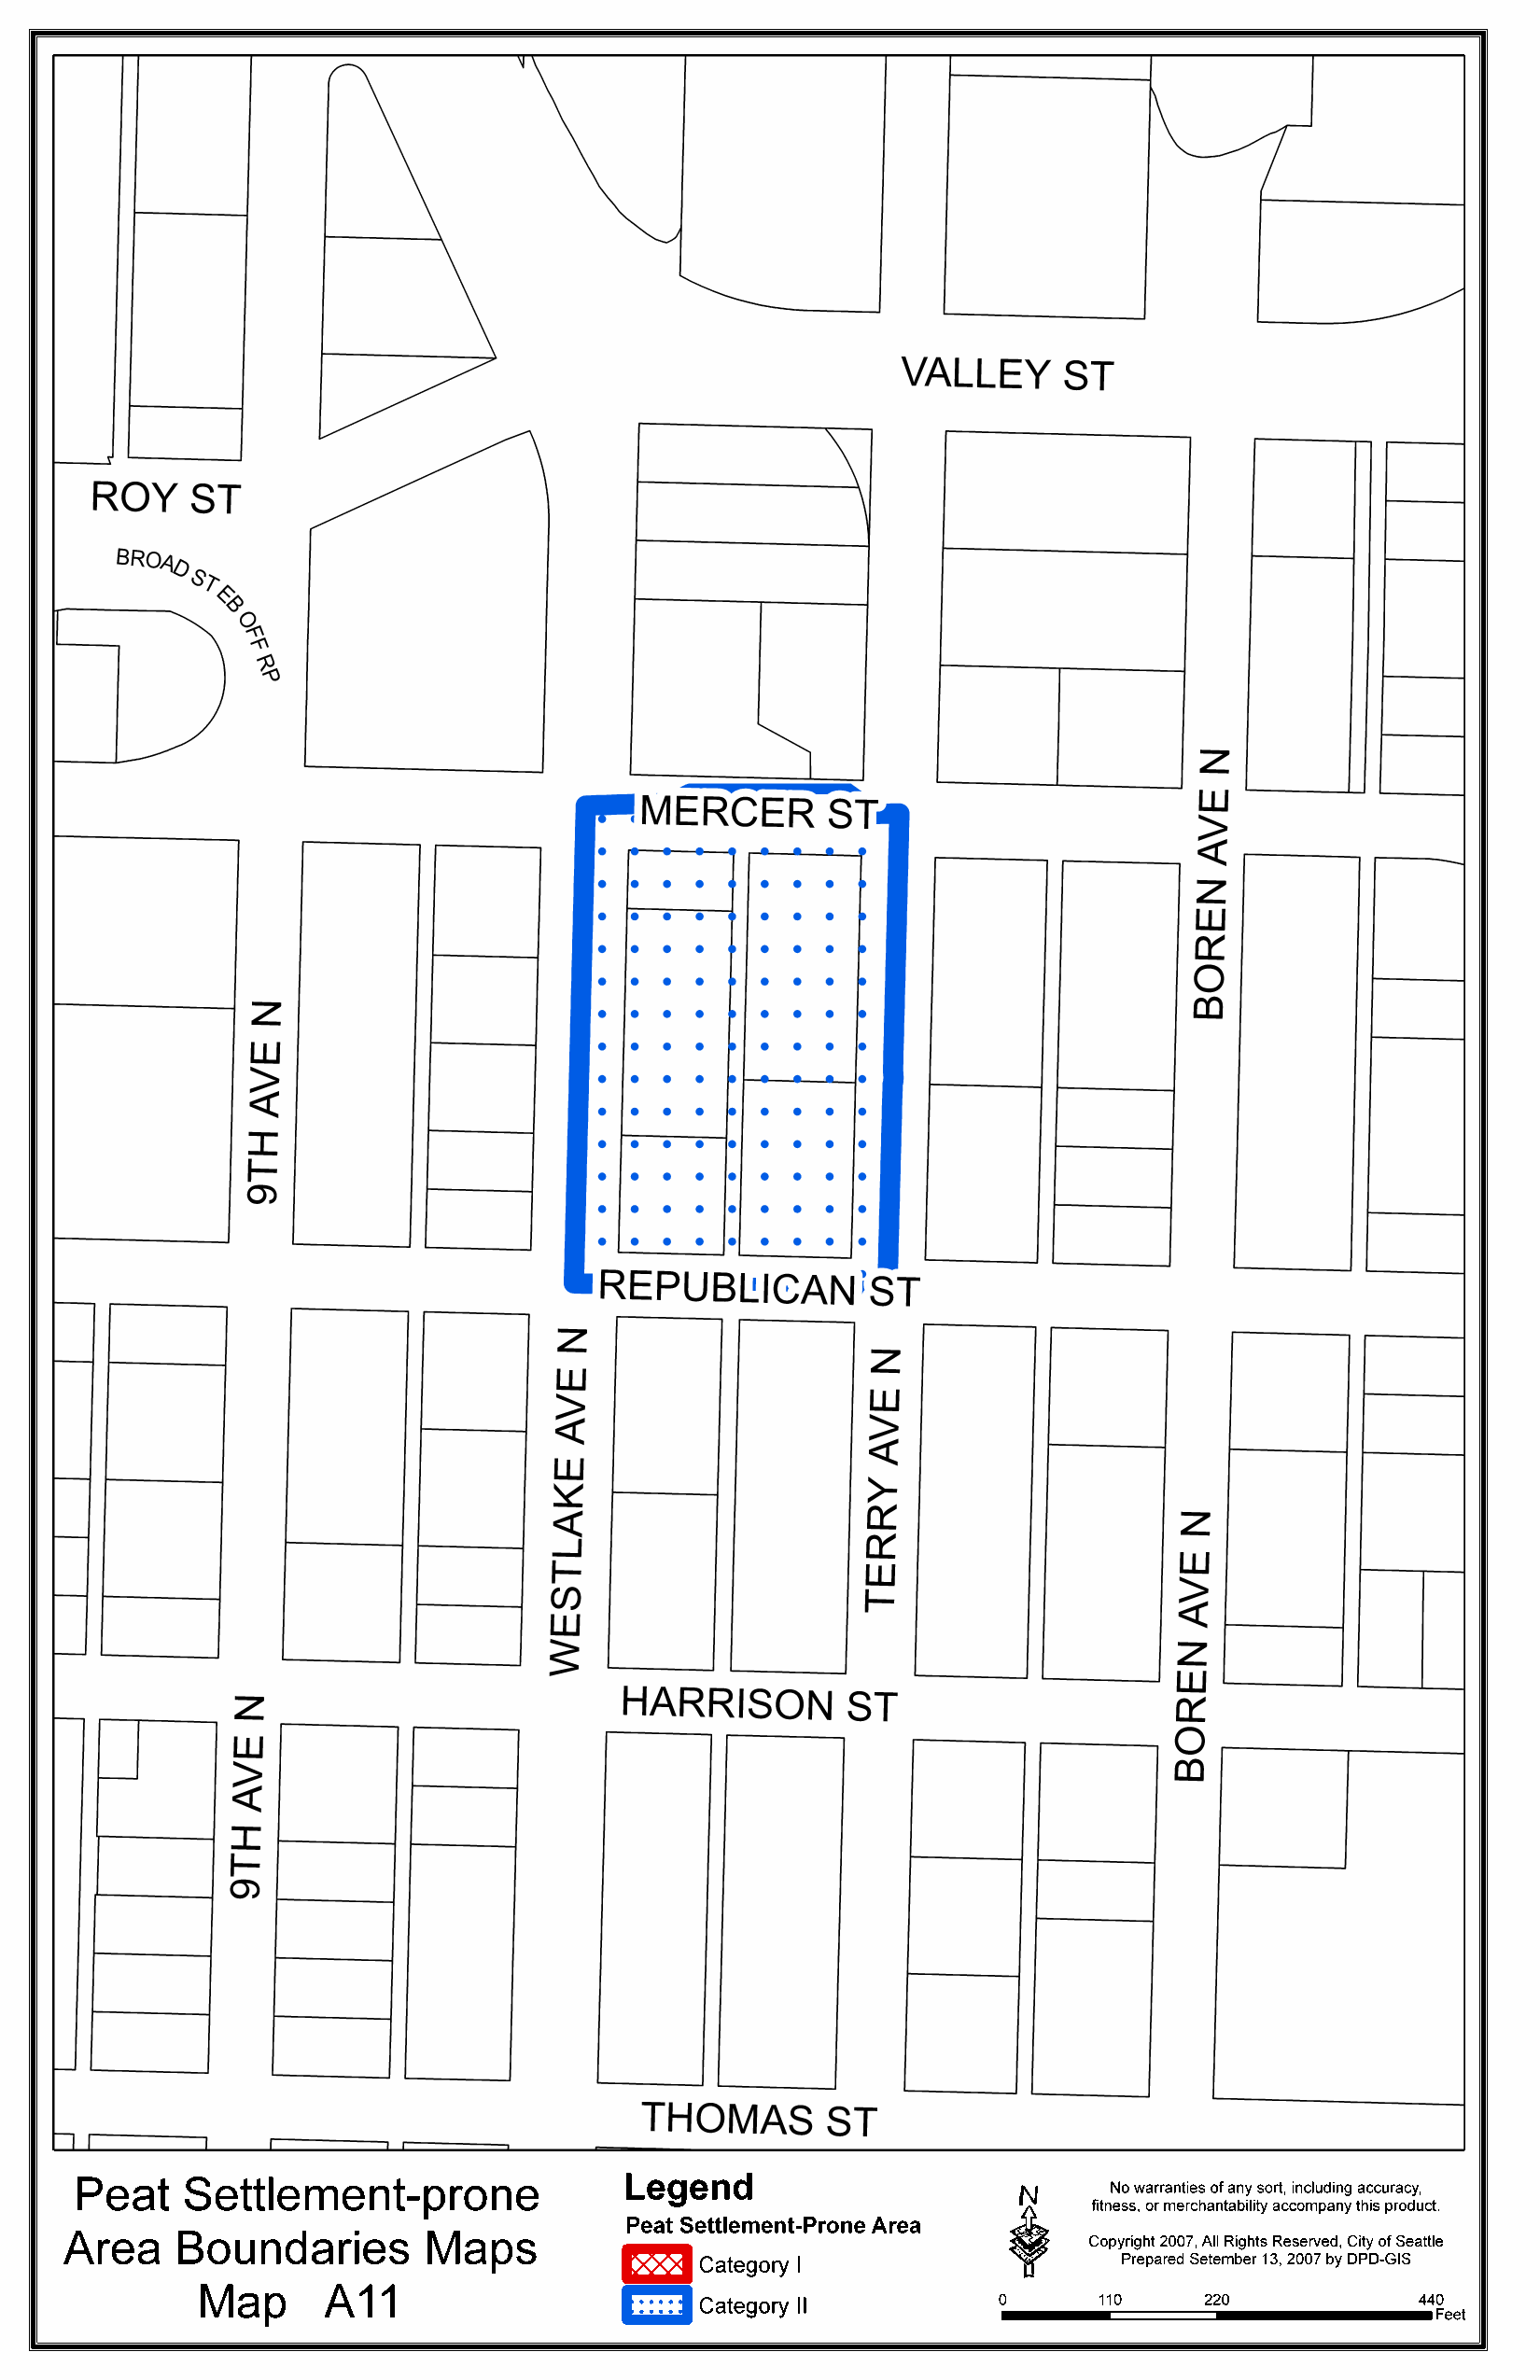 VALLEY ST
ROY ST
BROAD ST EB OFF RP
MERCER ST
BOREN AVE N
9TH AVE N
REPUBLICAN ST
WESTLAKE AVE N
TERRY AVE N
BOREN AVE N
HARRISON ST
9TH AVE N
THOMAS ST
Peat Settlement-prone
Area Boundaries Maps
Map A11
Legend
Peat Settlement-Prone Area
Category I
Category II
N
No warranties of any sort, including accuracy,
fitness, or merchantability accompany this product.
Copyright 2007, All Rights Reserved, City of Seattle
Prepared Setember 13, 2007 by DPD-GIS
0 110 220 440
Feet